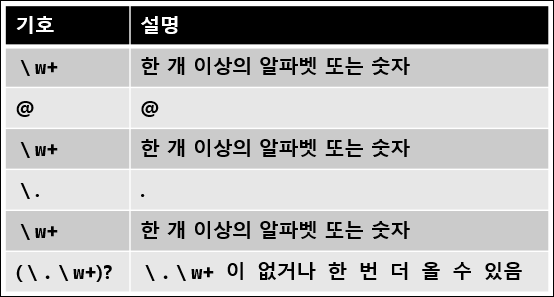 기호 설명
\w+ 한 개 이상의 알파벳 또는 숫자
@ @
\w+ 한 개 이상의 알파벳 또는 숫자
\. .
\w+ 한 개 이상의 알파벳 또는 숫자
(\.\w+)? \.\w+ 이 없거나 한 번 더 올 수 있음